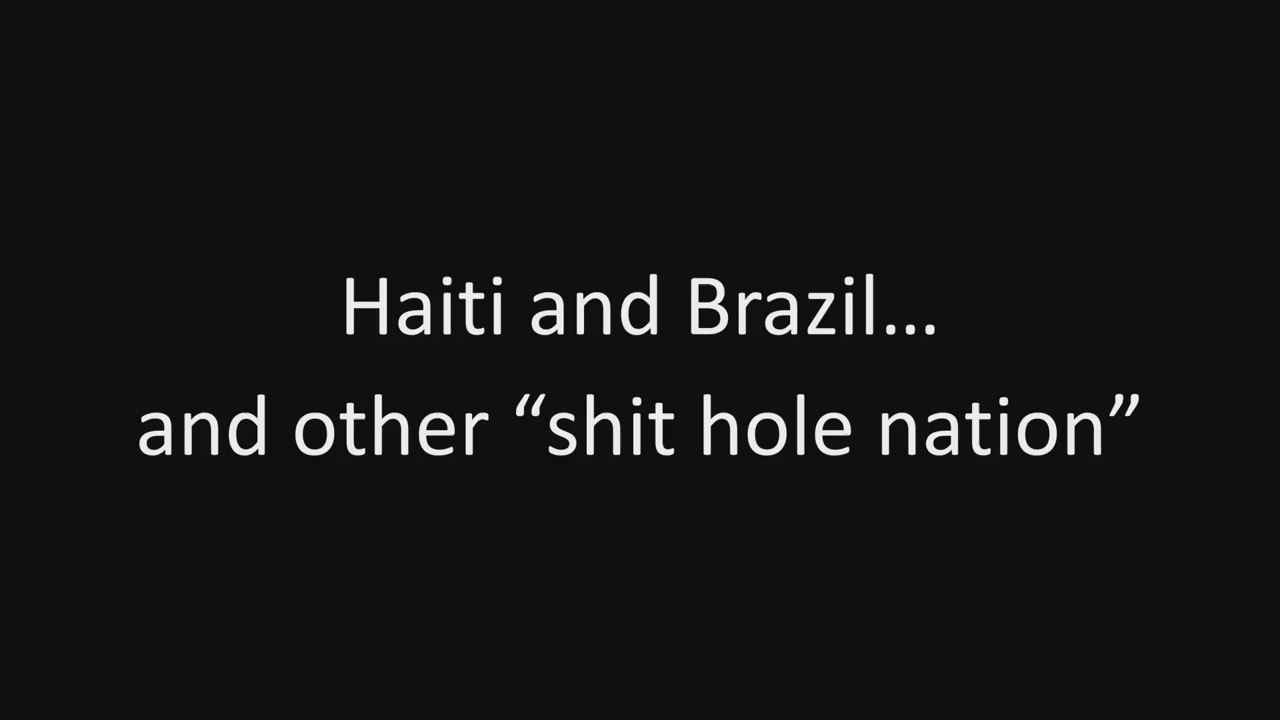 Haiti and Brazil...
and other “shit hole nation”